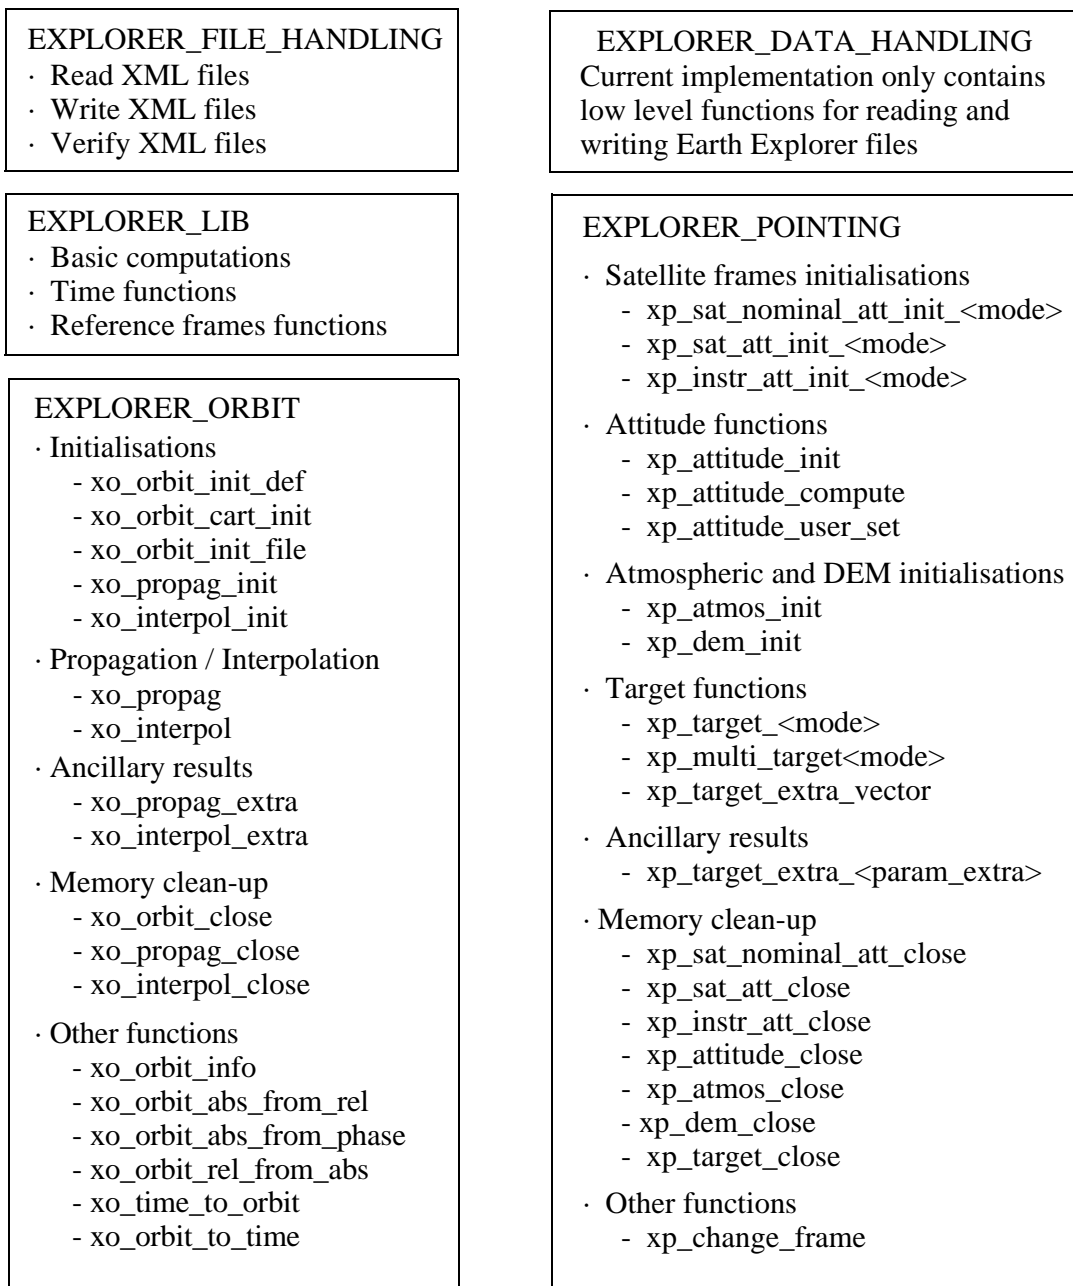 EXPLORER_FILE_HANDLING
· Read XML files
· Write XML files
· Verify XML files
EXPLORER_LIB
· Basic computations
· Time functions
· Reference frames functions
EXPLORER_ORBIT
· Initialisations
- xo_orbit_init_def
- xo_orbit_cart_init
- xo_orbit_init_file
- xo_propag_init
- xo_interpol_init
· Propagation / Interpolation
- xo_propag
- xo_interpol
· Ancillary results
- xo_propag_extra
- xo_interpol_extra
· Memory clean-up
- xo_orbit_close
- xo_propag_close
- xo_interpol_close
· Other functions
- xo_orbit_info
- xo_orbit_abs_from_rel
- xo_orbit_abs_from_phase
- xo_orbit_rel_from_abs
- xo_time_to_orbit
- xo_orbit_to_time
EXPLORER_DATA_HANDLING
Current implementation only contains
low level functions for reading and
writing Earth Explorer files
EXPLORER_POINTING
· Satellite frames initialisations
- xp_sat_nominal_att_init_<mode>
- xp_sat_att_init_<mode>
- xp_instr_att_init_<mode>
· Attitude functions
- xp_attitude_init
- xp_attitude_compute
- xp_attitude_user_set
· Atmospheric and DEM initialisations
- xp_atmos_init
- xp_dem_init
· Target functions
- xp_target_<mode>
- xp_multi_target<mode>
- xp_target_extra_vector
· Ancillary results
- xp_target_extra_<param_extra>
· Memory clean-up
- xp_sat_nominal_att_close
- xp_sat_att_close
- xp_instr_att_close
- xp_attitude_close
- xp_atmos_close
- xp_dem_close
- xp_target_close
· Other functions
- xp_change_frame